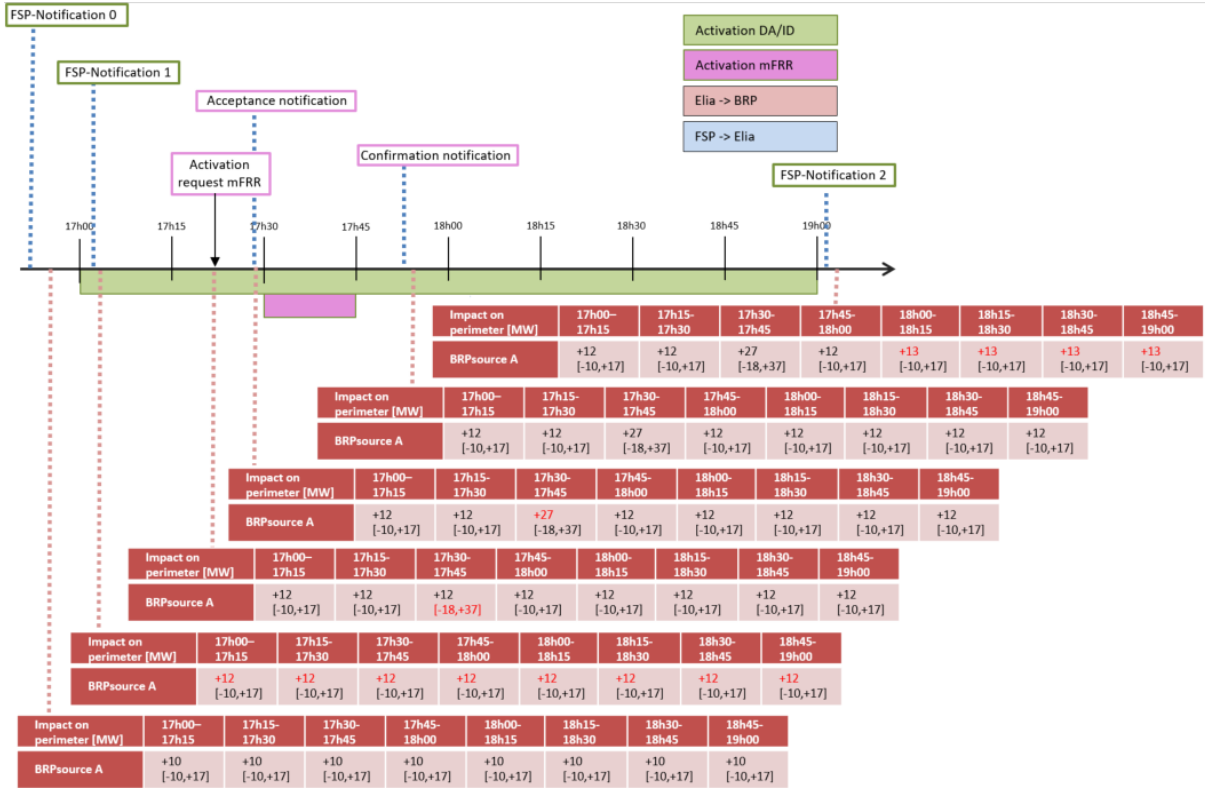 FSP-Notification 0
Activation DA/ID
FSP-Notification 1
Activation mFRR
Acceptance notification
Elia -> BRP
FSP -> Elia
Activation
request mFRR
Confirmation notification
FSP-Notification 2
17h00 17h15 17h30 17h45 18h00 18h15 18h30 18h45 19h00
Impact on 17h00– 17h15- 17h30- 17h45- 18h00- 18h15- 18h30- 18h45-
perimeter [MW] 17h15 17h30 17h45 18h00 18h15 18h30 18h45 19h00
BRPsource A +12 +12 +27 +12 +13 +13 +13 +13
[-10,+17] [-10,+17] [-18,+37] [-10,+17] [-10,+17] [-10,+17] [-10,+17] [-10,+17]
Impact on 17h00– 17h15- 17h30- 17h45- 18h00- 18h15- 18h30- 18h45-
perimeter [MW] 17h15 17h30 17h45 18h00 18h15 18h30 18h45 19h00
BRPsource A +12 +12 +27 +12 +12 +12 +12 +12
[-10,+17] [-10,+17] [-18,+37] [-10,+17] [-10,+17] [-10,+17] [-10,+17] [-10,+17]
Impact on 17h00– 17h15- 17h30- 17h45- 18h00- 18h15- 18h30- 18h45-
perimeter [MW] 17h15 17h30 17h45 18h00 18h15 18h30 18h45 19h00
BRPsource A +12 +12 +27 +12 +12 +12 +12 +12
[-10,+17] [-10,+17] [-18,+37] [-10,+17] [-10,+17] [-10,+17] [-10,+17] [-10,+17]
Impact on 17h00– 17h15- 17h30- 17h45- 18h00- 18h15- 18h30- 18h45-
perimeter [MW] 17h15 17h30 17h45 18h00 18h15 18h30 18h45 19h00
BRPsource A +12 +12 +12 +12 +12 +12 +12 +12
[-10,+17] [-10,+17] [-18,+37] [-10,+17] [-10,+17] [-10,+17] [-10,+17] [-10,+17]
Impact on 17h00– 17h15- 17h30- 17h45- 18h00- 18h15- 18h30- 18h45-
perimeter [MW] 17h15 17h30 17h45 18h00 18h15 18h30 18h45 19h00
BRPsource A +12 +12 +12 +12 +12 +12 +12 +12
[-10,+17] [-10,+17] [-10,+17] [-10,+17] [-10,+17] [-10,+17] [-10,+17] [-10,+17]
Impact on 17h00– 17h15- 17h30- 17h45- 18h00- 18h15- 18h30- 18h45-
perimeter [MW] 17h15 17h30 17h45 18h00 18h15 18h30 18h45 19h00
BRPsource A +10 +10 +10 +10 +10 +10 +10 +10
[-10,+17] [-10,+17] [-10,+17] [-10,+17] [-10,+17] [-10,+17] [-10,+17] [-10,+17]